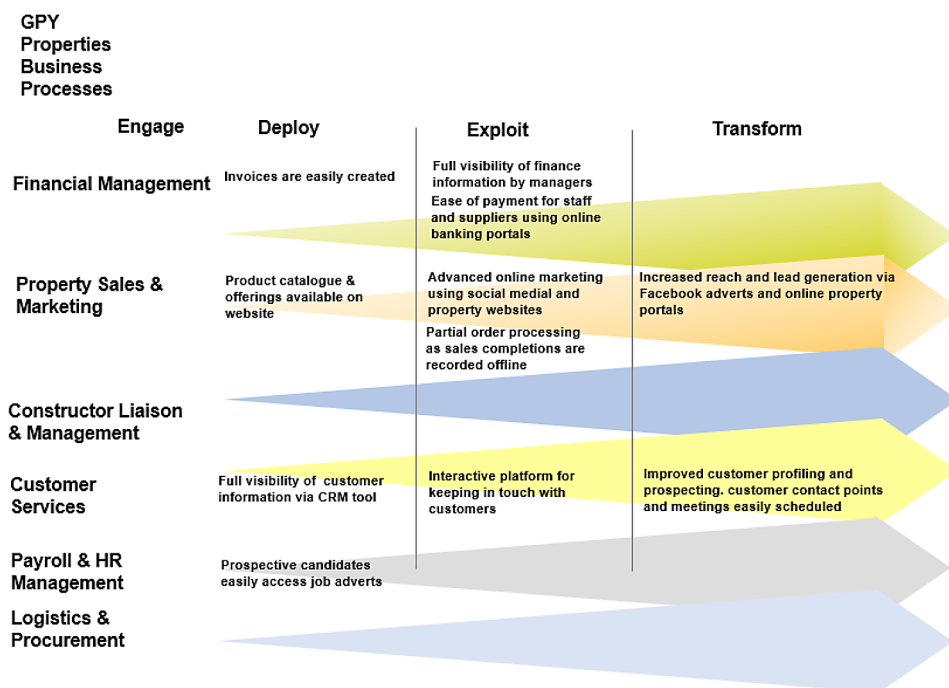 GPY
Properties
Business
Processes
Engage Deploy Exploit Transform
Financial Management
Invoices are easily created
Full visibility of finance
information by managers
Ease of payment for staff
and suppliers using online
banking portals
Property Sales &
Marketing
Product catalogue &
offerings available on
website
Advanced online marketing
using social medial and
property websites
Partial order processing
as sales completions are
recorded offline
Increased reach and lead generation via
Facebook adverts and online property
portals
Constructor Liaison
& Management
Customer
Services
Full visibility of customer
information via CRM tool
Interactive platform for
keeping in touch with
customers
Improved customer profiling and
prospecting. customer contact points
and meetings easily scheduled
Payroll & HR
Management
Prospective candidates
easily access job adverts
Logistics &
Procurement